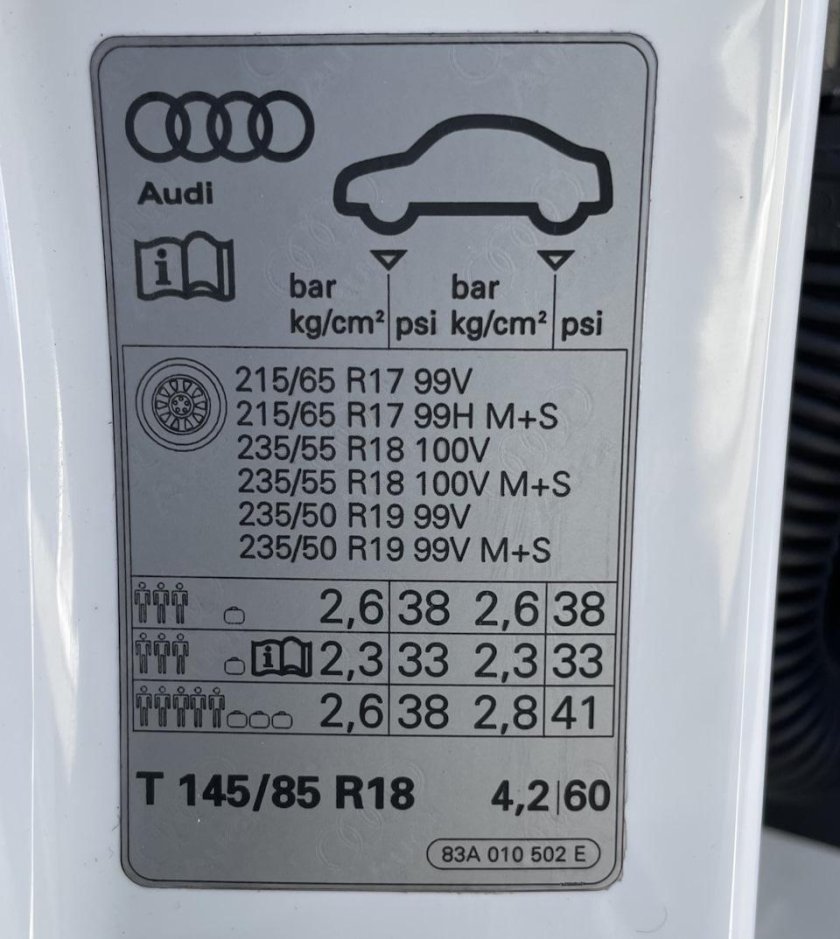 Audi
i
bar bar
kg/cm² psi kg/cm² psi
215/65 R17 99V
215/65 R17 99H M+S
235/55 R18 100V
235/55 R18 100V M+S
235/50 R19 99V
235/50 R19 99V M+S
2,6 38 2,6 38
i 2,3 33 2,3 33
2,6 38 2,8 41
T 145/85 R18 4,2|60
83A 010 502 E